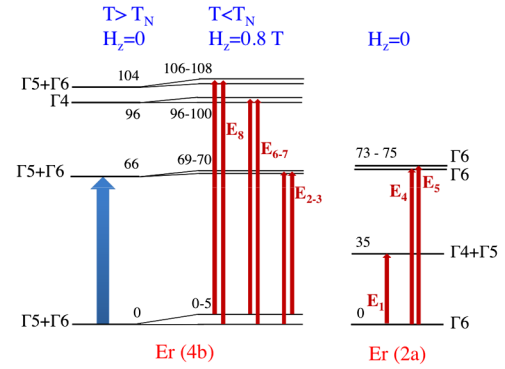 T> T_N T<T_N
H_z=0 H_z=0.8 T H_z=0
Γ5+Γ6 104 106-108
Γ4 96 96-100
E_8
E_6-7
Γ5+Γ6 66 69-70
E_2-3
73 - 75 Γ6
Γ6
E_4 E_5
35 Γ4+Γ5
E_1
Γ5+Γ6 0 0-5
0 Γ6
Er (4b) Er (2a)